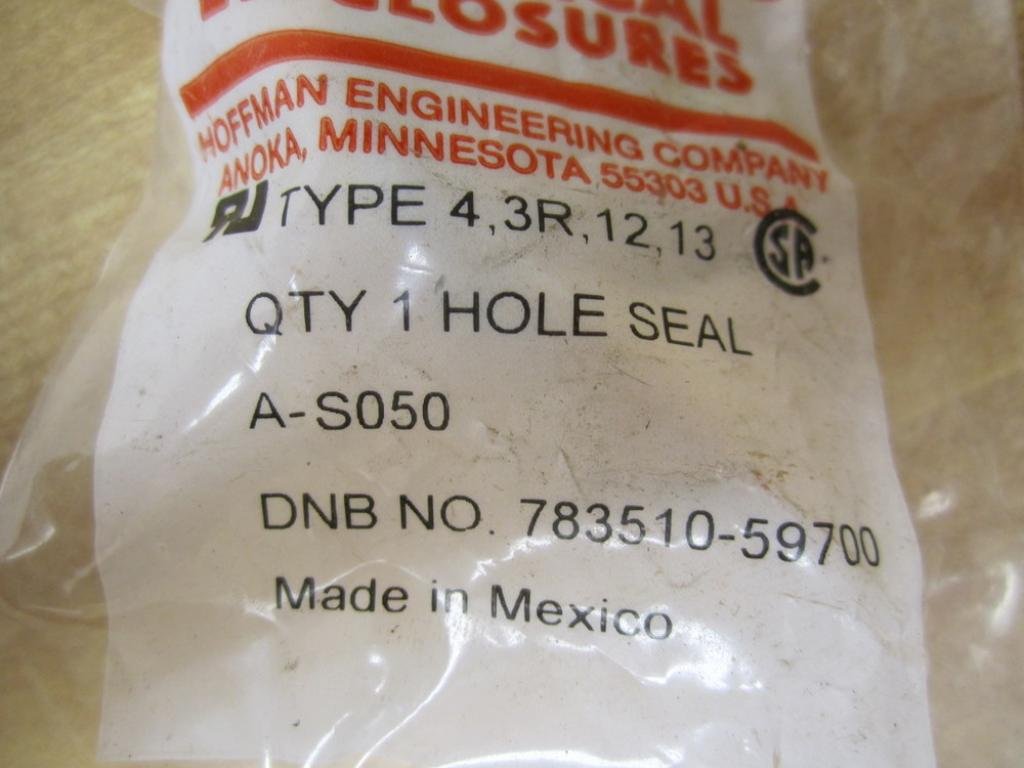 HOFFMAN ENGINEERING COMPANY
ANOKA, MINNESOTA 55303 U.S.A.
TYPE 4,3R,12,13 CSA
QTY 1 HOLE SEAL
A-S050
DNB NO. 783510-59700
Made in Mexico